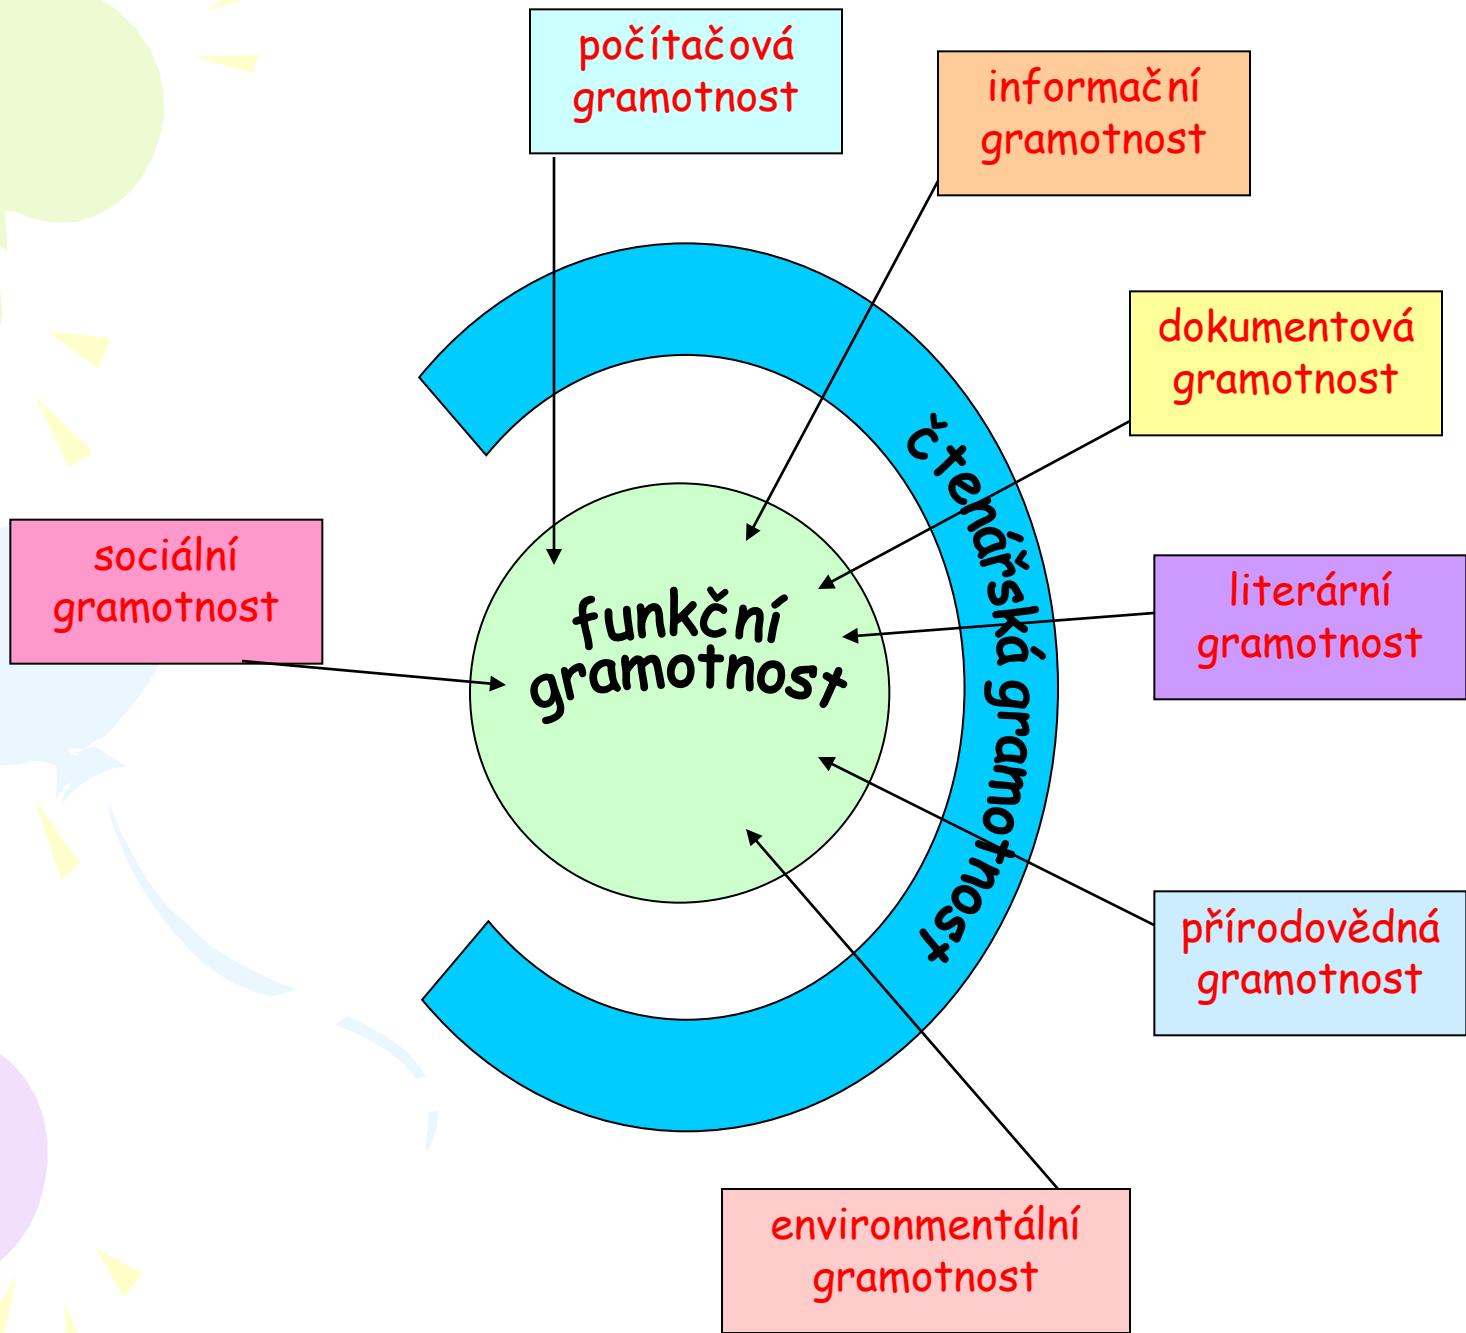 počítačová
gramotnost
informační
gramotnost
dokumentová
gramotnost
čtenářská gramotnost
sociální
gramotnost
funkční
gramotnost
literární
gramotnost
přírodovědná
gramotnost
environmentální
gramotnost